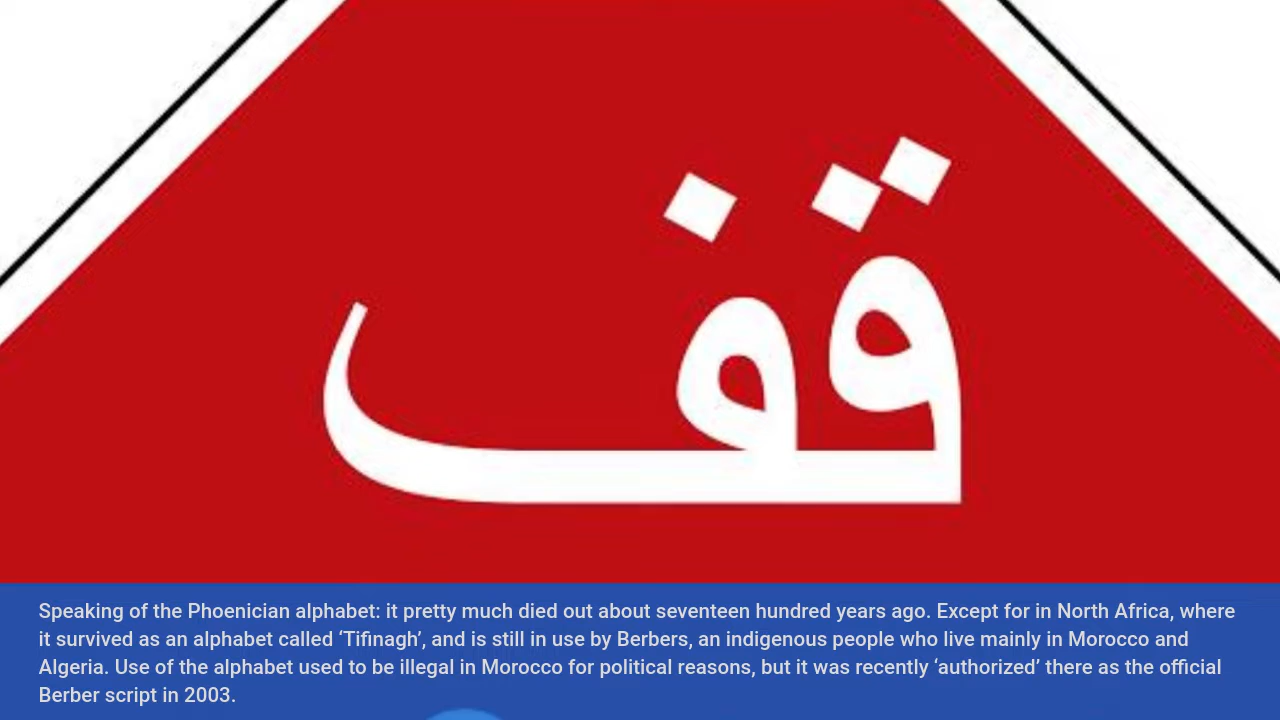 قف
Speaking of the Phoenician alphabet: it pretty much died out about seventeen hundred years ago. Except for in North Africa, where
it survived as an alphabet called ‘Tifinagh’, and is still in use by Berbers, an indigenous people who live mainly in Morocco and
Algeria. Use of the alphabet used to be illegal in Morocco for political reasons, but it was recently ‘authorized’ there as the official
Berber script in 2003.